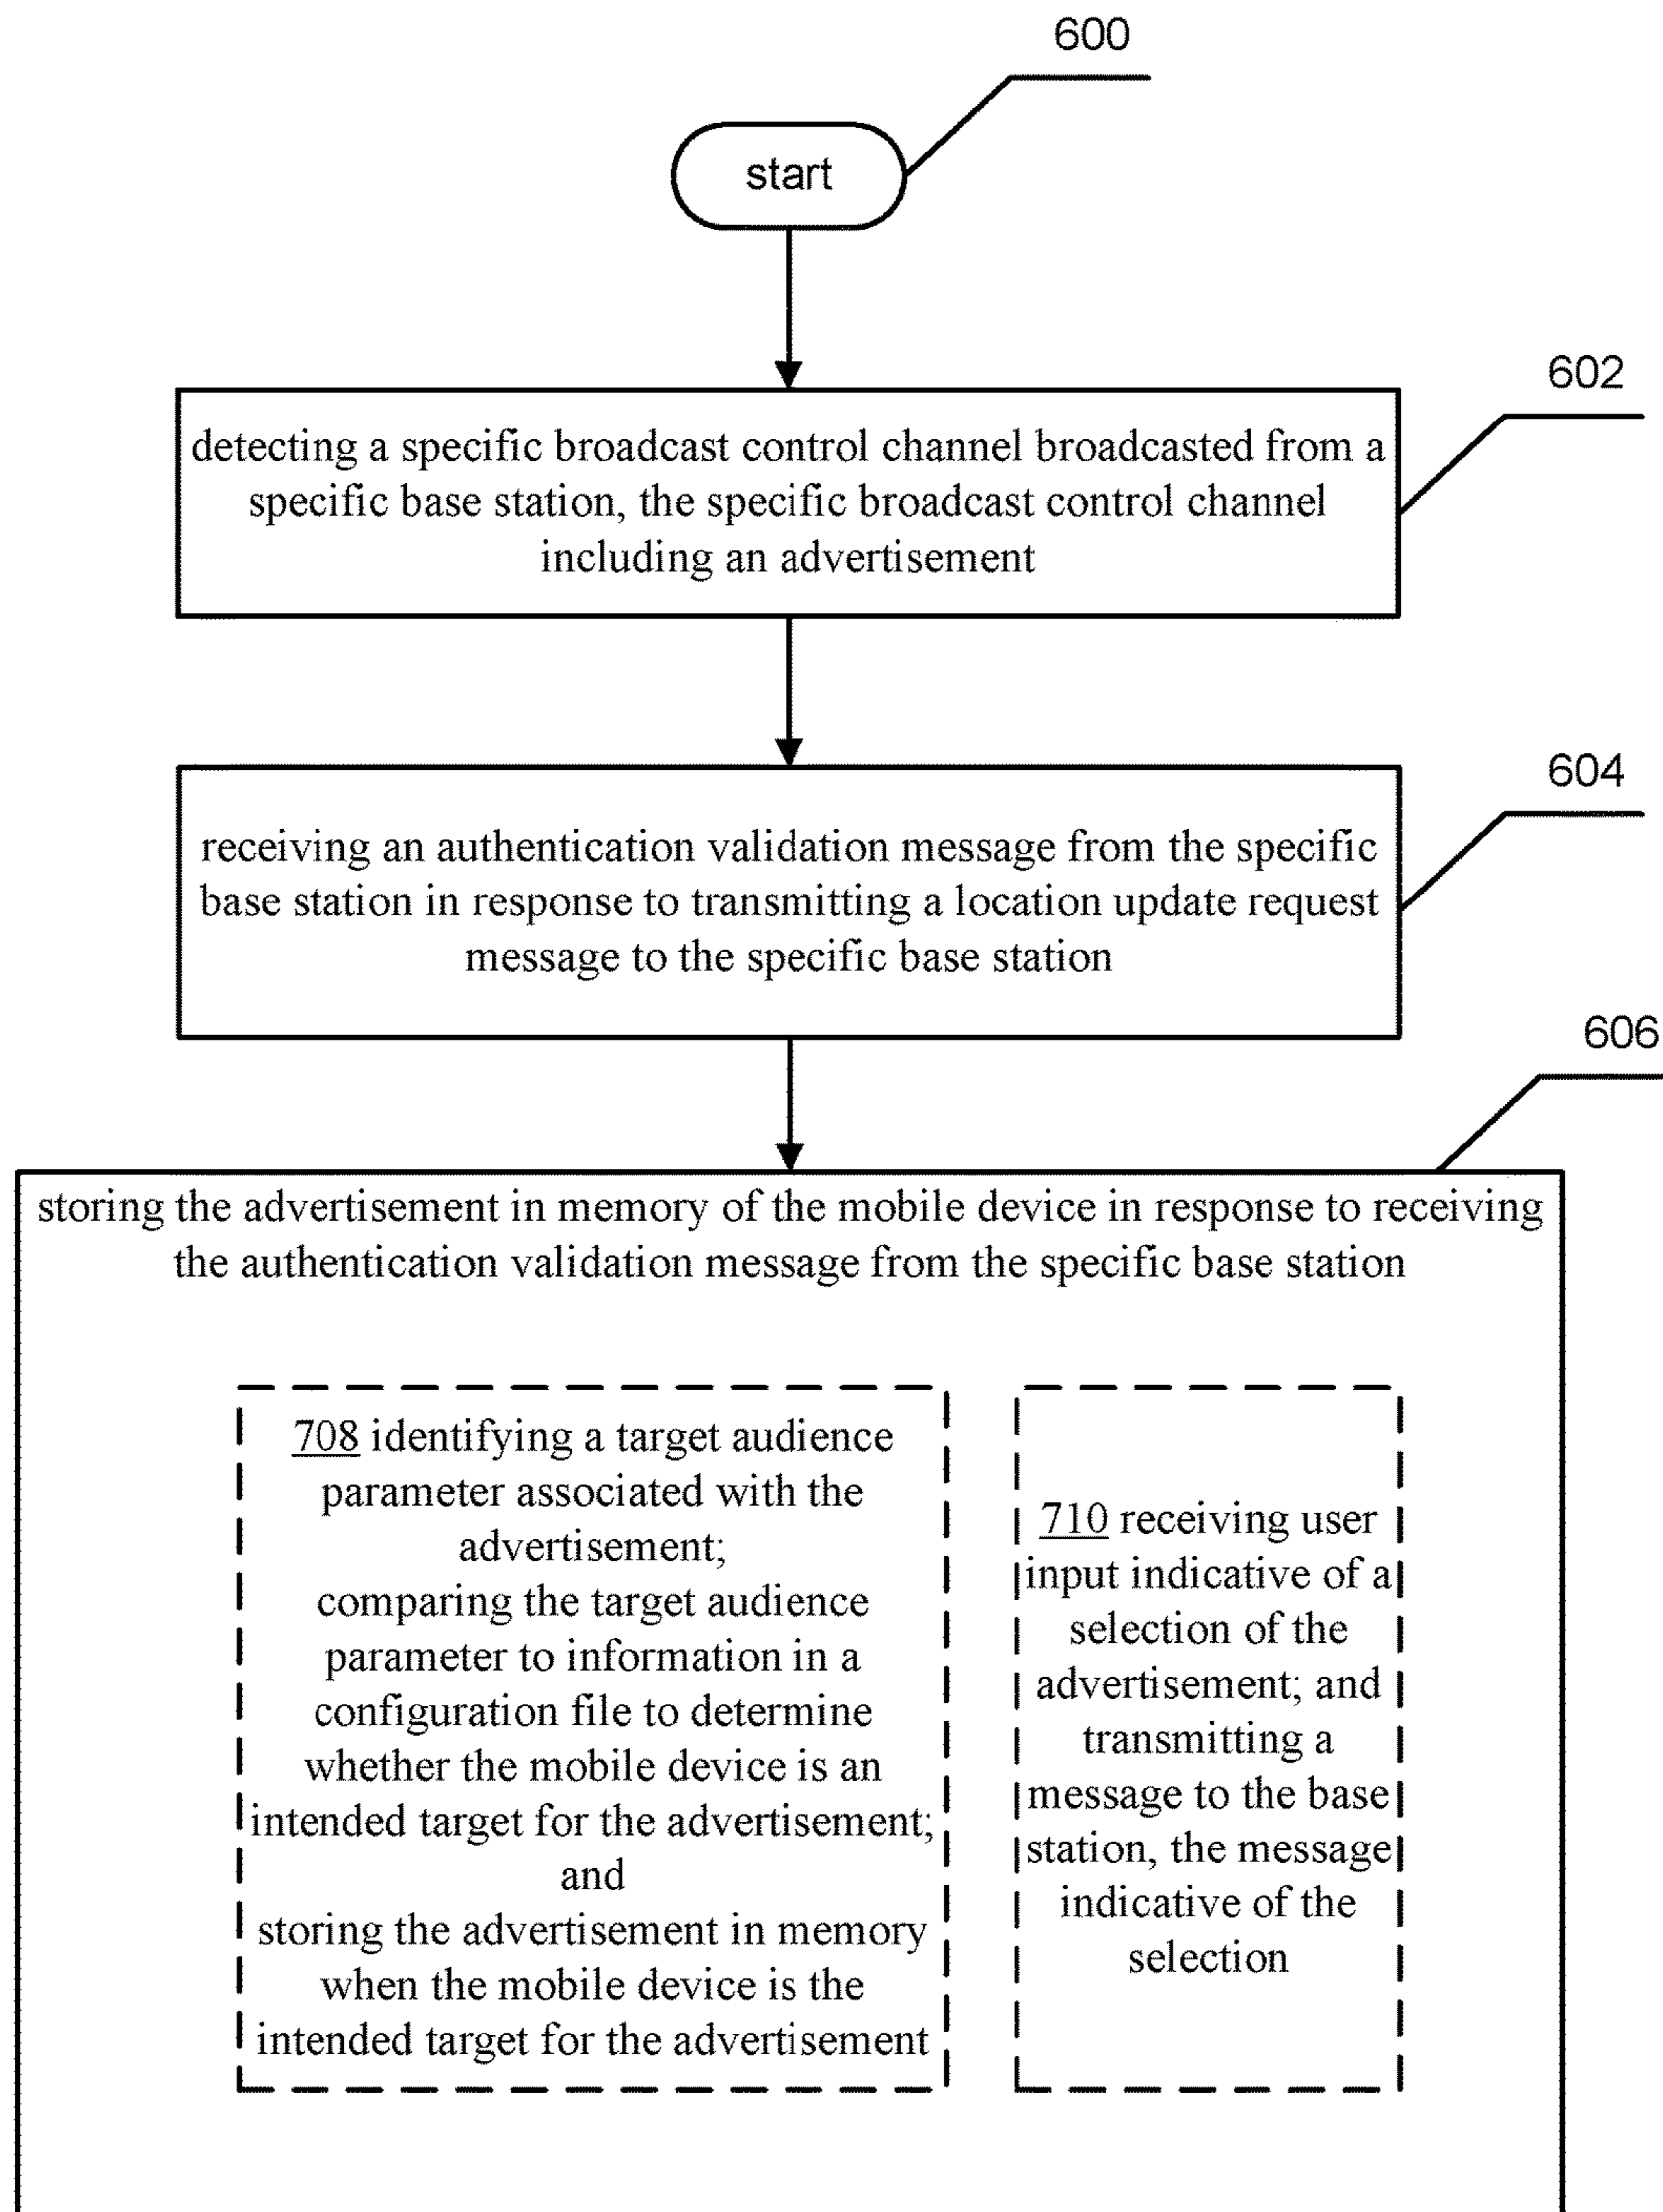 600
start
602
detecting a specific broadcast control channel broadcasted from a
specific base station, the specific broadcast control channel
including an advertisement
604
receiving an authentication validation message from the specific
base station in response to transmitting a location update request
message to the specific base station
606
storing the advertisement in memory of the mobile device in response to receiving
the authentication validation message from the specific base station
708 identifying a target audience
parameter associated with the
advertisement;
comparing the target audience
parameter to information in a
configuration file to determine
whether the mobile device is an
intended target for the advertisement;
and
storing the advertisement in memory
when the mobile device is the
intended target for the advertisement
710 receiving user
input indicative of a
selection of the
advertisement; and
transmitting a
message to the base
station, the message
indicative of the
selection